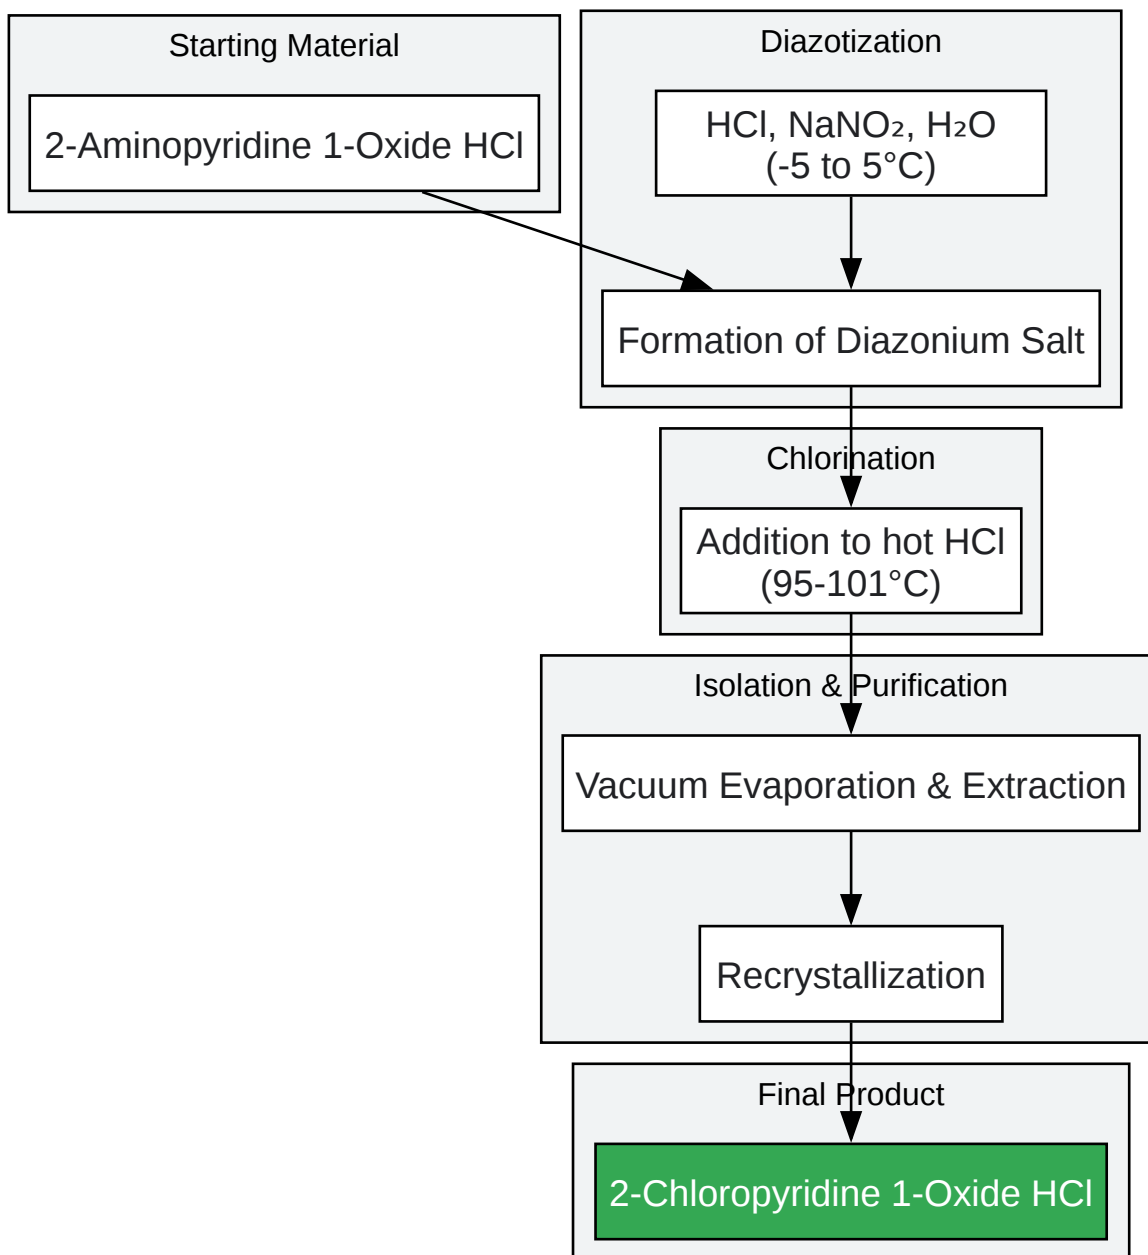 Starting Material
2-Aminopyridine 1-Oxide HCl
Diazotization
HCl, NaNO₂, H₂O
(-5 to 5°C)
Formation of Diazonium Salt
Chlorination
Addition to hot HCl
(95-101°C)
Isolation & Purification
Vacuum Evaporation & Extraction
Recrystallization
Final Product
2-Chloropyridine 1-Oxide HCl